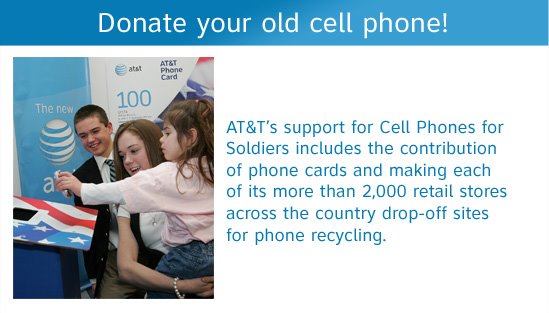 Donate your old cell phone!
at&t
AT&T
Phone
Card
100
The new
at
AT&T's support for Cell Phones for
Soldiers includes the contribution
of phone cards and making each
of its more than 2,000 retail stores
across the country drop-off sites
for phone recycling.